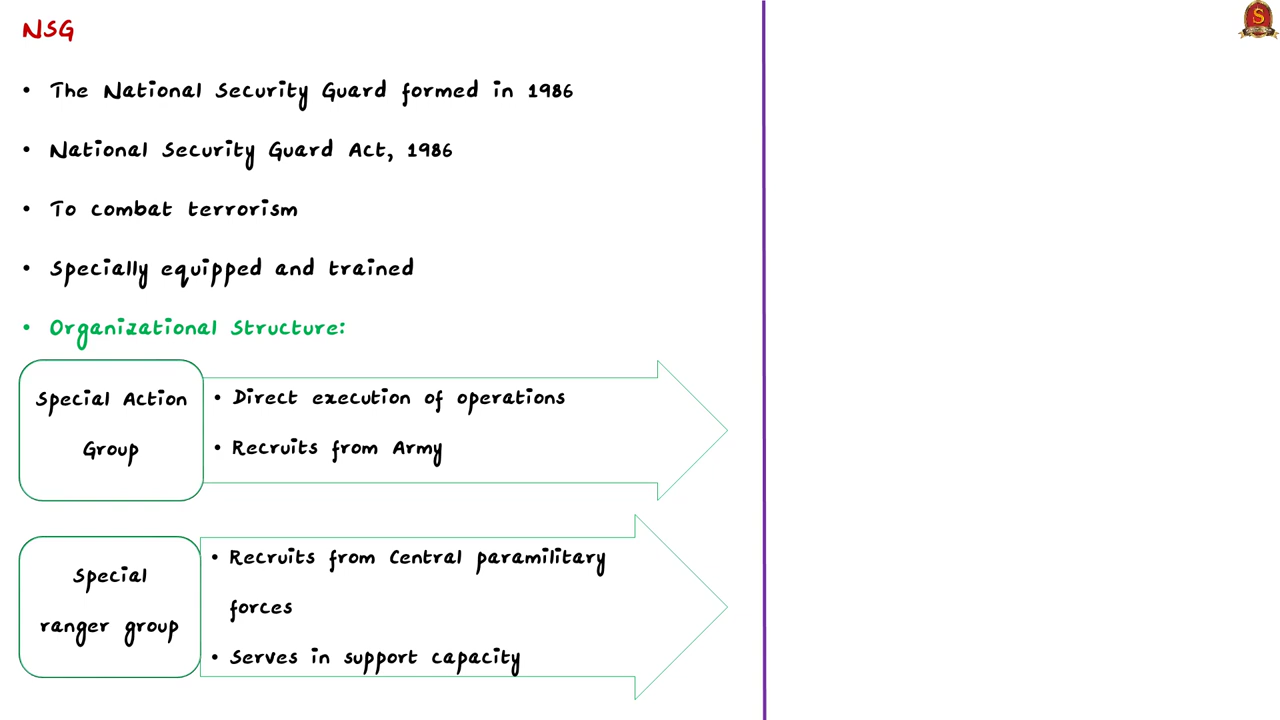 NSG
• The National Security Guard formed in 1986
• National Security Guard Act, 1986
• To combat terrorism
• Specially equipped and trained
• Organizational Structure:
Special Action
Group
• Direct execution of operations
• Recruits from Army
Special
ranger group
• Recruits from Central paramilitary
forces
• Serves in support capacity
S